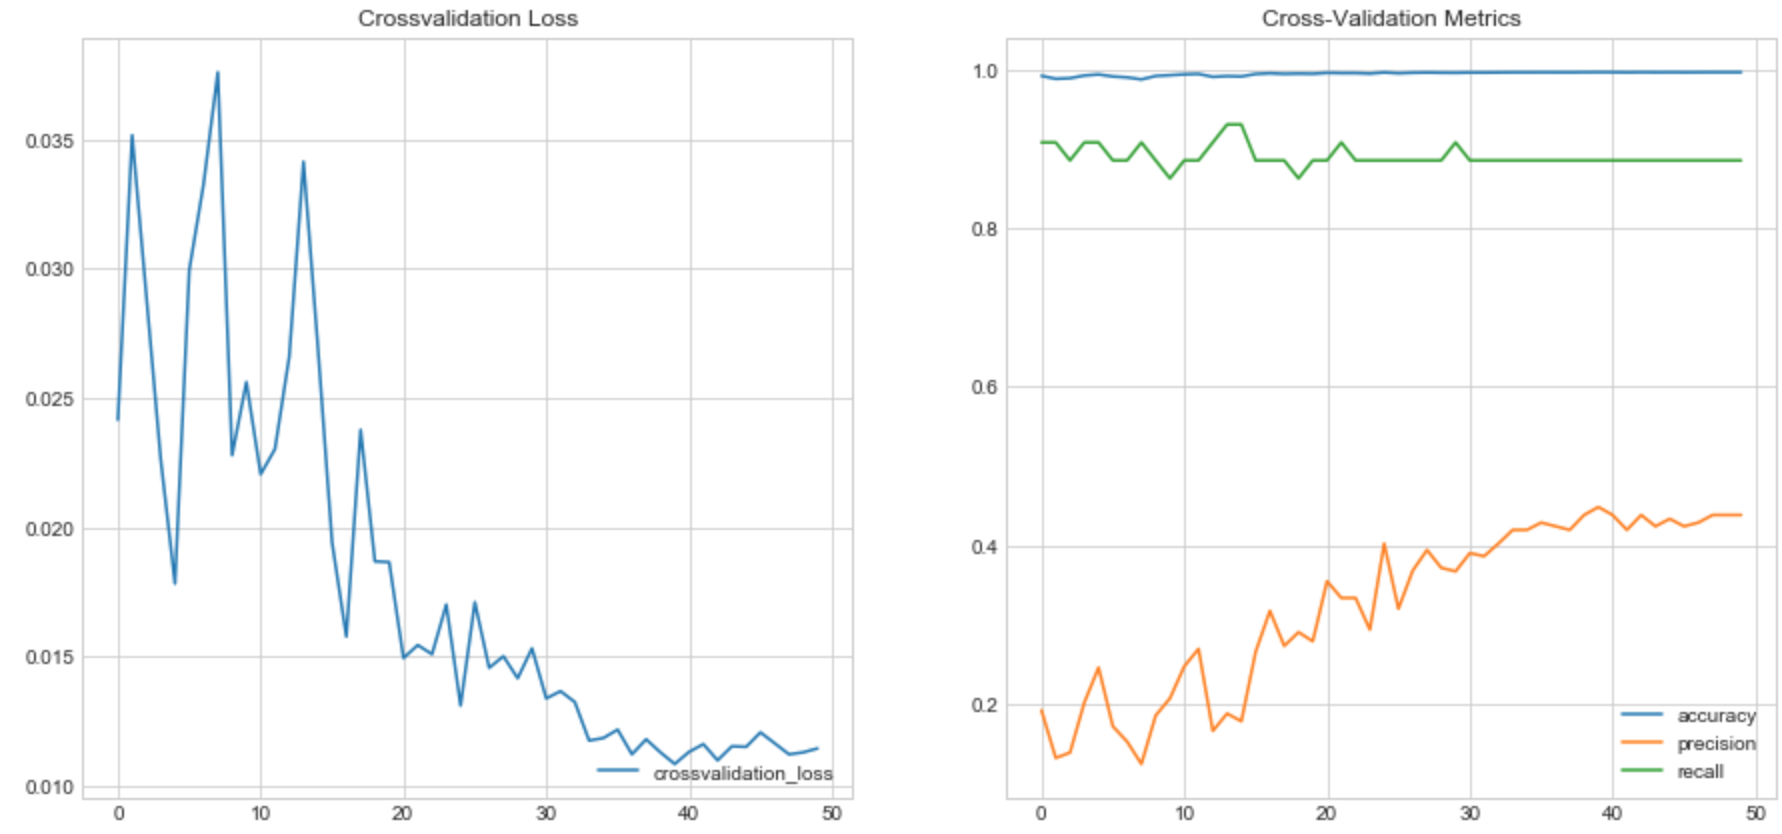 Crossvalidation Loss
0.035
0.030
0.025
0.020
0.015
0.010
0 10 20 30 40 50
crossvalidation_loss
Cross-Validation Metrics
1.0
0.8
0.6
0.4
0.2
0 10 20 30 40 50
accuracy
precision
recall